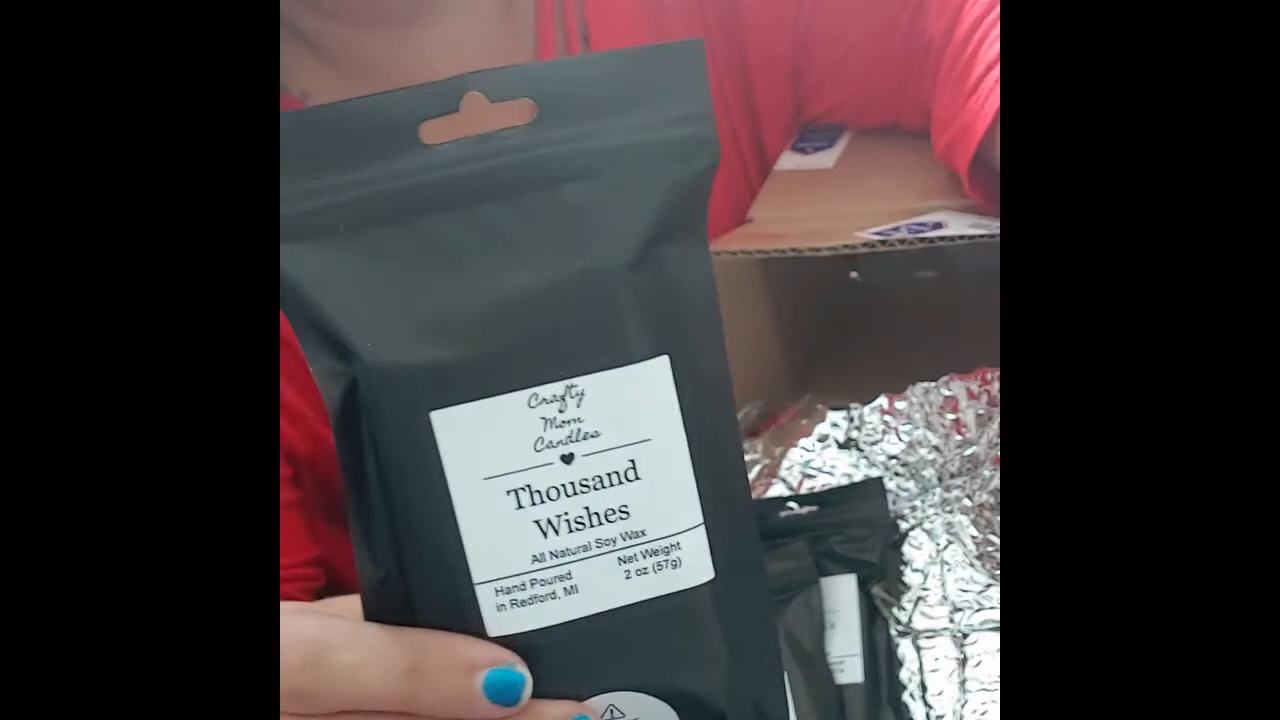 Crafty
Mom
Candles
Thousand
Wishes
All Natural Soy Wax
Hand Poured
in Redford, MI
Net Weight
2 oz (57g)